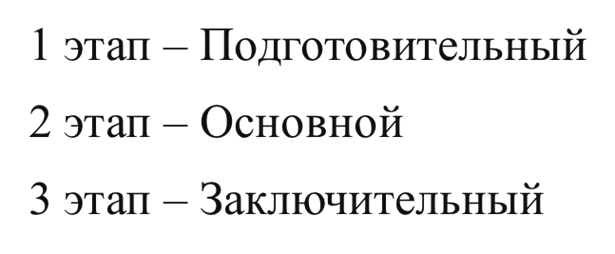 1 этап – Подготовительный
2 этап – Основной
3 этап – Заключительный